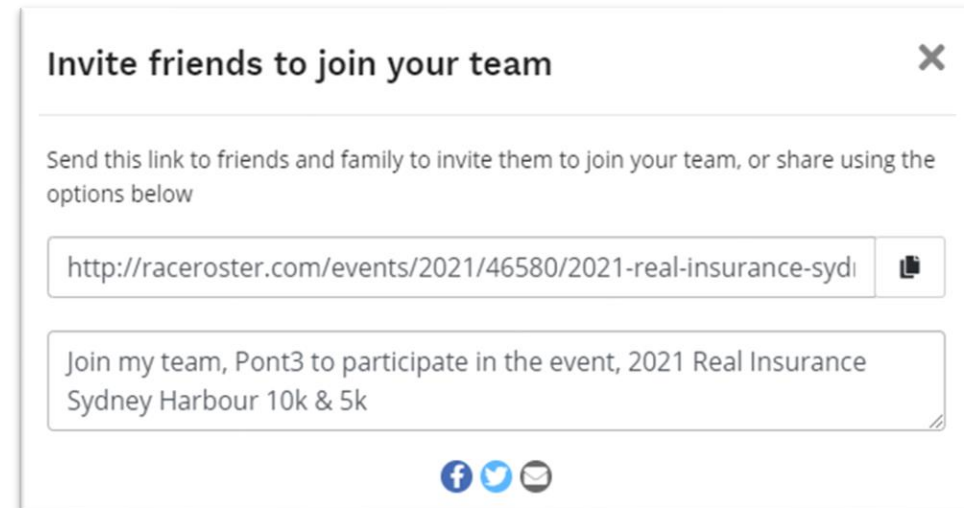 Invite friends to join your team
Send this link to friends and family to invite them to join your team, or share using the
options below
http://raceroster.com/events/2021/46580/2021-real-insurance-syd
Join my team, Pont3 to participate in the event, 2021 Real Insurance
Sydney Harbour 10k & 5k